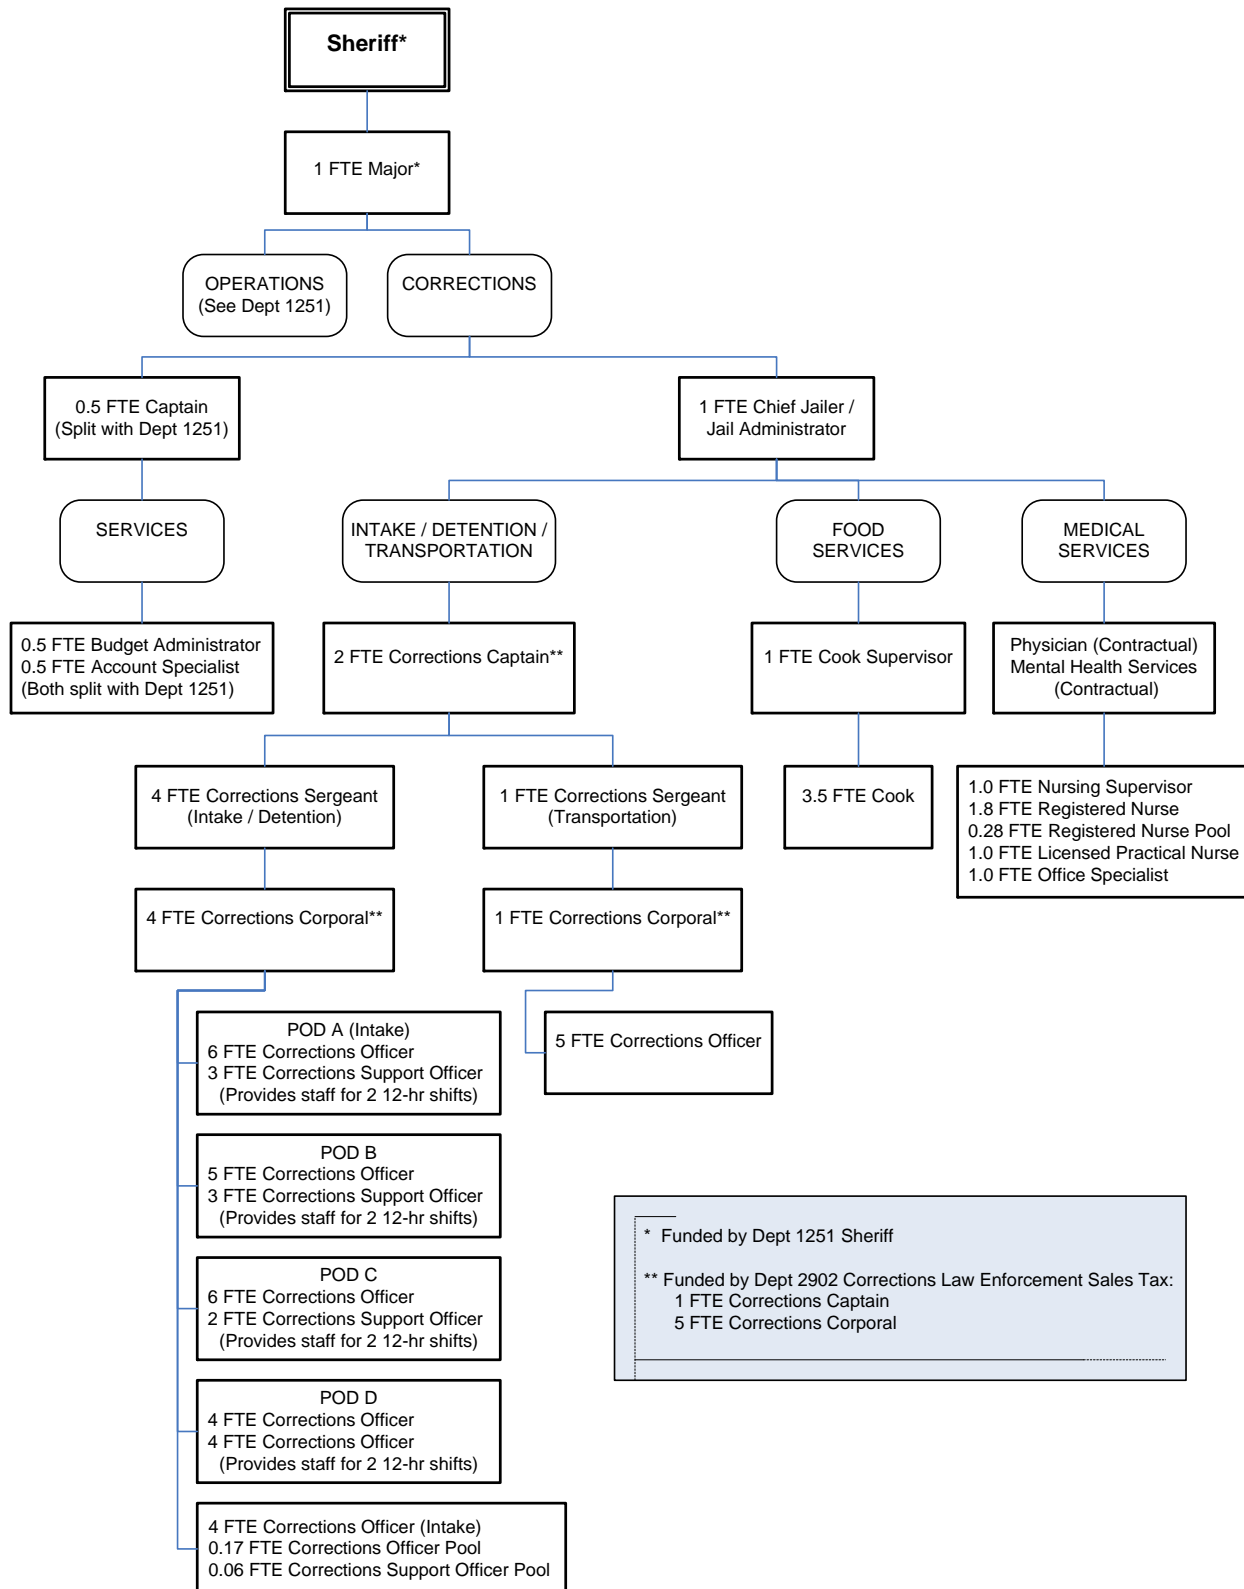 Sheriff*
1 FTE Major*
OPERATIONS
(See Dept 1251)
CORRECTIONS
0.5 FTE Captain
(Split with Dept 1251)
1 FTE Chief Jailer /
Jail Administrator
SERVICES
INTAKE / DETENTION /
TRANSPORTATION
FOOD
SERVICES
MEDICAL
SERVICES
0.5 FTE Budget Administrator
0.5 FTE Account Specialist
(Both split with Dept 1251)
2 FTE Corrections Captain**
1 FTE Cook Supervisor
Physician (Contractual)
Mental Health Services
(Contractual)
4 FTE Corrections Sergeant
(Intake / Detention)
1 FTE Corrections Sergeant
(Transportation)
3.5 FTE Cook
1.0 FTE Nursing Supervisor
1.8 FTE Registered Nurse
0.28 FTE Registered Nurse Pool
1.0 FTE Licensed Practical Nurse
1.0 FTE Office Specialist
4 FTE Corrections Corporal**
1 FTE Corrections Corporal**
POD A (Intake)
6 FTE Corrections Officer
3 FTE Corrections Support Officer
(Provides staff for 2 12-hr shifts)
5 FTE Corrections Officer
POD B
5 FTE Corrections Officer
3 FTE Corrections Support Officer
(Provides staff for 2 12-hr shifts)
POD C
6 FTE Corrections Officer
2 FTE Corrections Support Officer
(Provides staff for 2 12-hr shifts)
POD D
4 FTE Corrections Officer
4 FTE Corrections Officer
(Provides staff for 2 12-hr shifts)
4 FTE Corrections Officer (Intake)
0.17 FTE Corrections Officer Pool
0.06 FTE Corrections Support Officer Pool
* Funded by Dept 1251 Sheriff
** Funded by Dept 2902 Corrections Law Enforcement Sales Tax:
1 FTE Corrections Captain
5 FTE Corrections Corporal